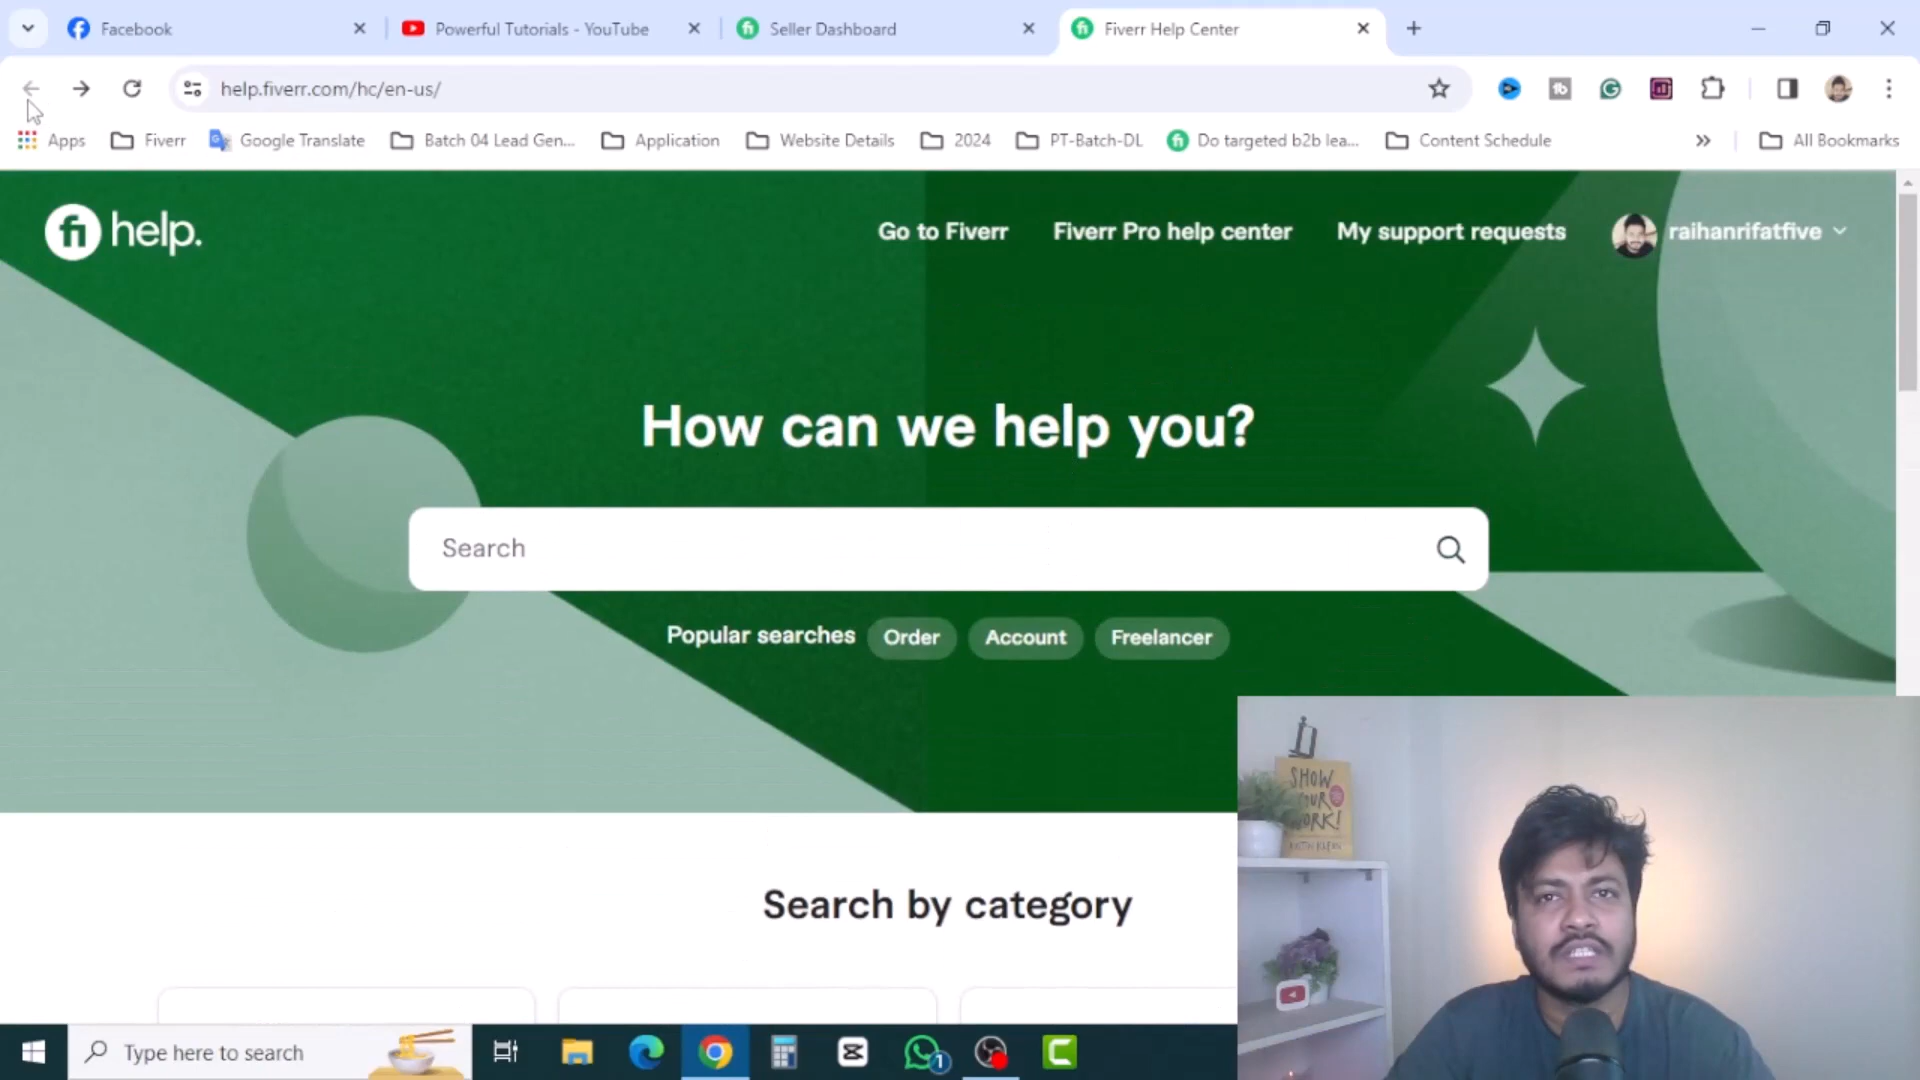 Facebook
Powerful Tutorials - YouTube
Seller Dashboard
Fiverr Help Center
help.fiverr.com/hc/en-us/
Apps
Fiverr
Google Translate
Batch 04 Lead Gen...
Application
Website Details
2024
PT-Batch-DL
Do targeted b2b lea...
Content Schedule
All Bookmarks
fi help.
Go to Fiverr
Fiverr Pro help center
My support requests
raihanrifatfive
How can we help you?
Search
Popular searches
Order
Account
Freelancer
Search by category
SHOW
YOUR
WORK!
Type here to search
1